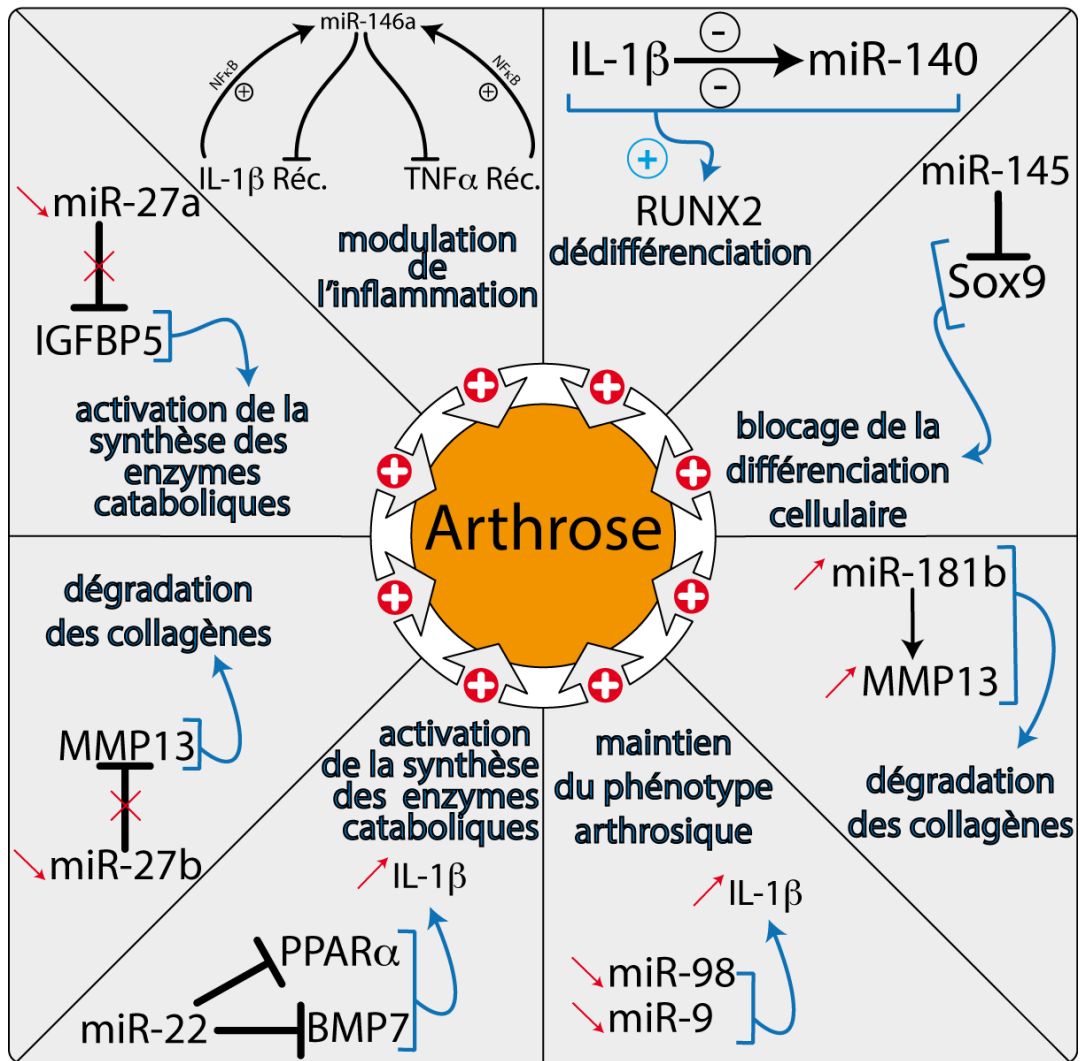 miR-146a
NFκB
+
NFκB
+
IL-1β Réc.
TNFα Réc.
modulation
de
l'inflammation
-
IL-1β
miR-140
-
+
RUNX2
dédifférenciation
miR-145
Sox9
blocage de la
différenciation
cellulaire
miR-27a
IGFBP5
activation de la
synthèse des
enzymes
cataboliques
Arthrose
+
+
+
+
+
+
+
+
dégradation
des collagènes
MMP13
miR-27b
activation
de la synthèse
des enzymes
cataboliques
IL-1β
PPARα
miR-22
BMP7
maintien
du phénotype
arthrosique
IL-1β
miR-98
miR-9
miR-181b
MMP13
dégradation
des collagènes